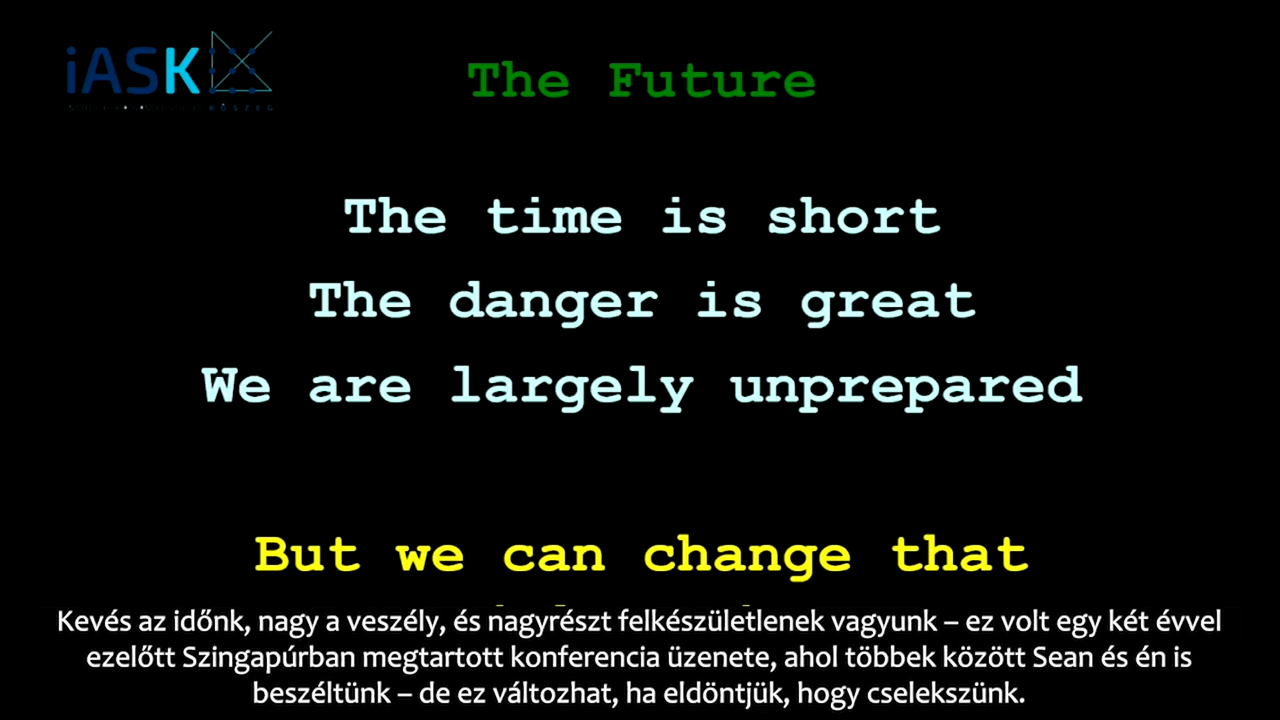 iASK
KŐSZEG
The Future
The time is short
The danger is great
We are largely unprepared
But we can change that
Kevés az időnk, nagy a veszély, és nagyrészt felkészületlenek vagyunk – ez volt egy két évvel
ezelőtt Szingapúrban megtartott konferencia üzenete, ahol többek között Sean és én is
beszéltünk – de ez változhat, ha eldöntjük, hogy cselekszünk.